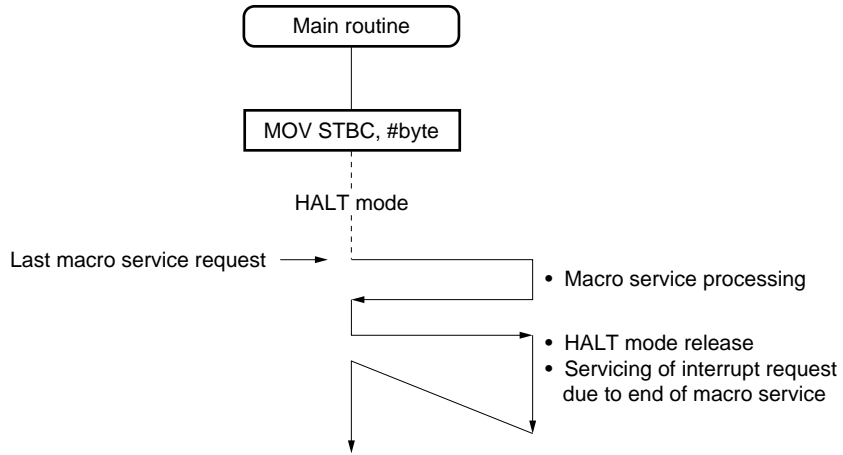 Main routine
MOV STBC, #byte
HALT mode
Last macro service request
• Macro service processing
• HALT mode release
• Servicing of interrupt request
due to end of macro service